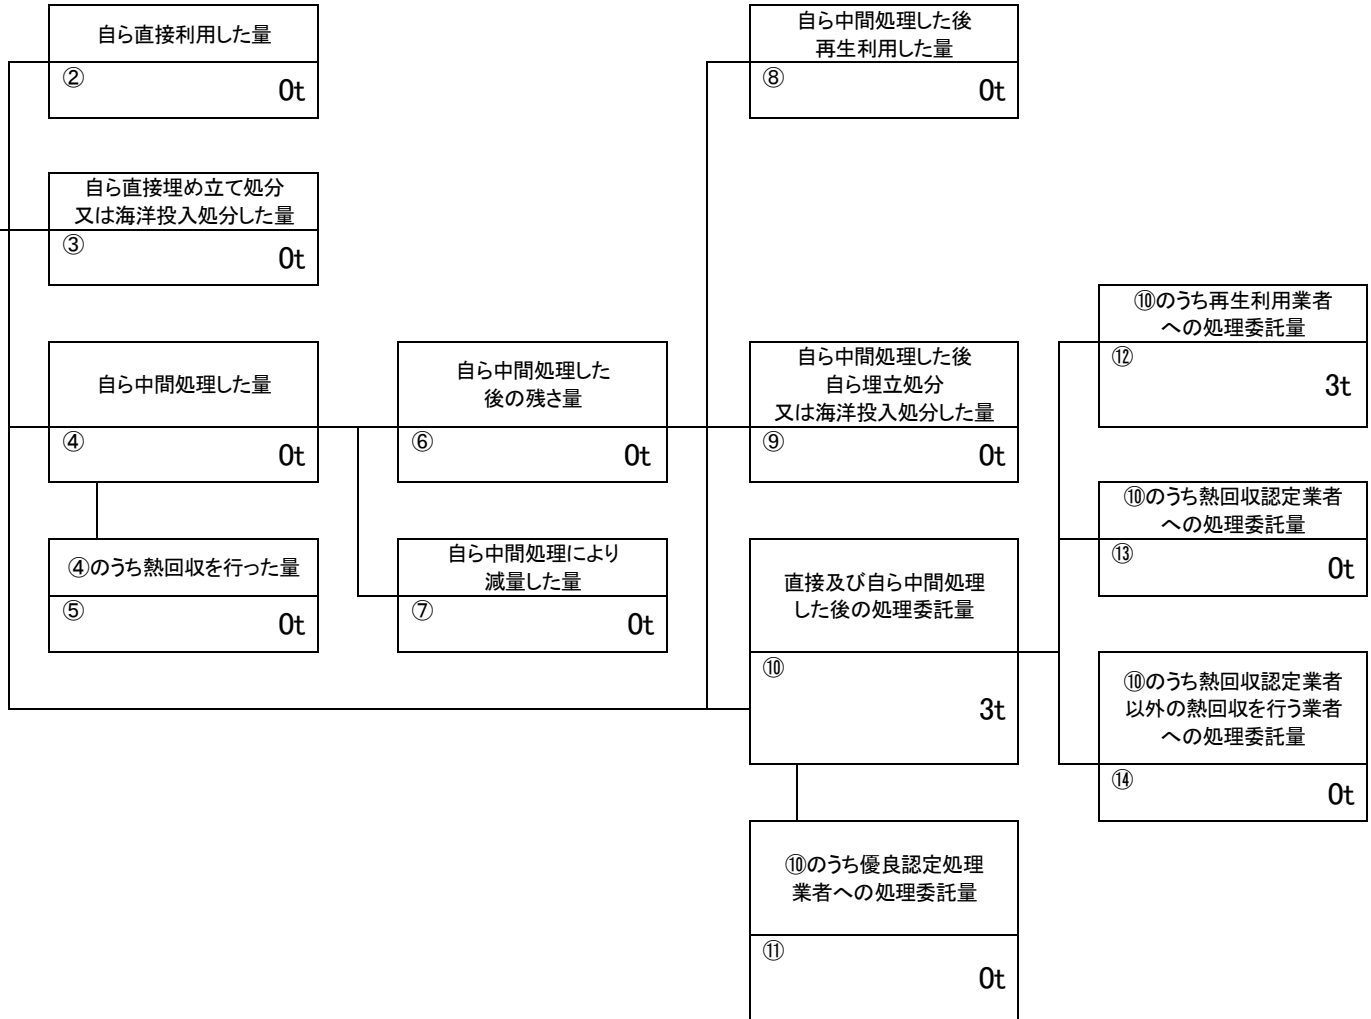 自ら直接利用した量
②
0t
自ら中間処理した後
再生利用した量
⑧
0t
自ら直接埋め立て処分
又は海洋投入処分した量
③
0t
⑩のうち再生利用業者
への処理委託量
⑫
3t
自ら中間処理した量
④
0t
自ら中間処理した
後の残さ量
⑥
0t
自ら中間処理した後
自ら埋立処分
又は海洋投入処分した量
⑨
0t
⑩のうち熱回収認定業者
への処理委託量
⑬
0t
④のうち熱回収を行った量
⑤
0t
自ら中間処理により
減量した量
⑦
0t
直接及び自ら中間処理
した後の処理委託量
⑩
3t
⑩のうち熱回収認定業者
以外の熱回収を行う業者
への処理委託量
⑭
0t
⑩のうち優良認定処理
業者への処理委託量
⑪
0t